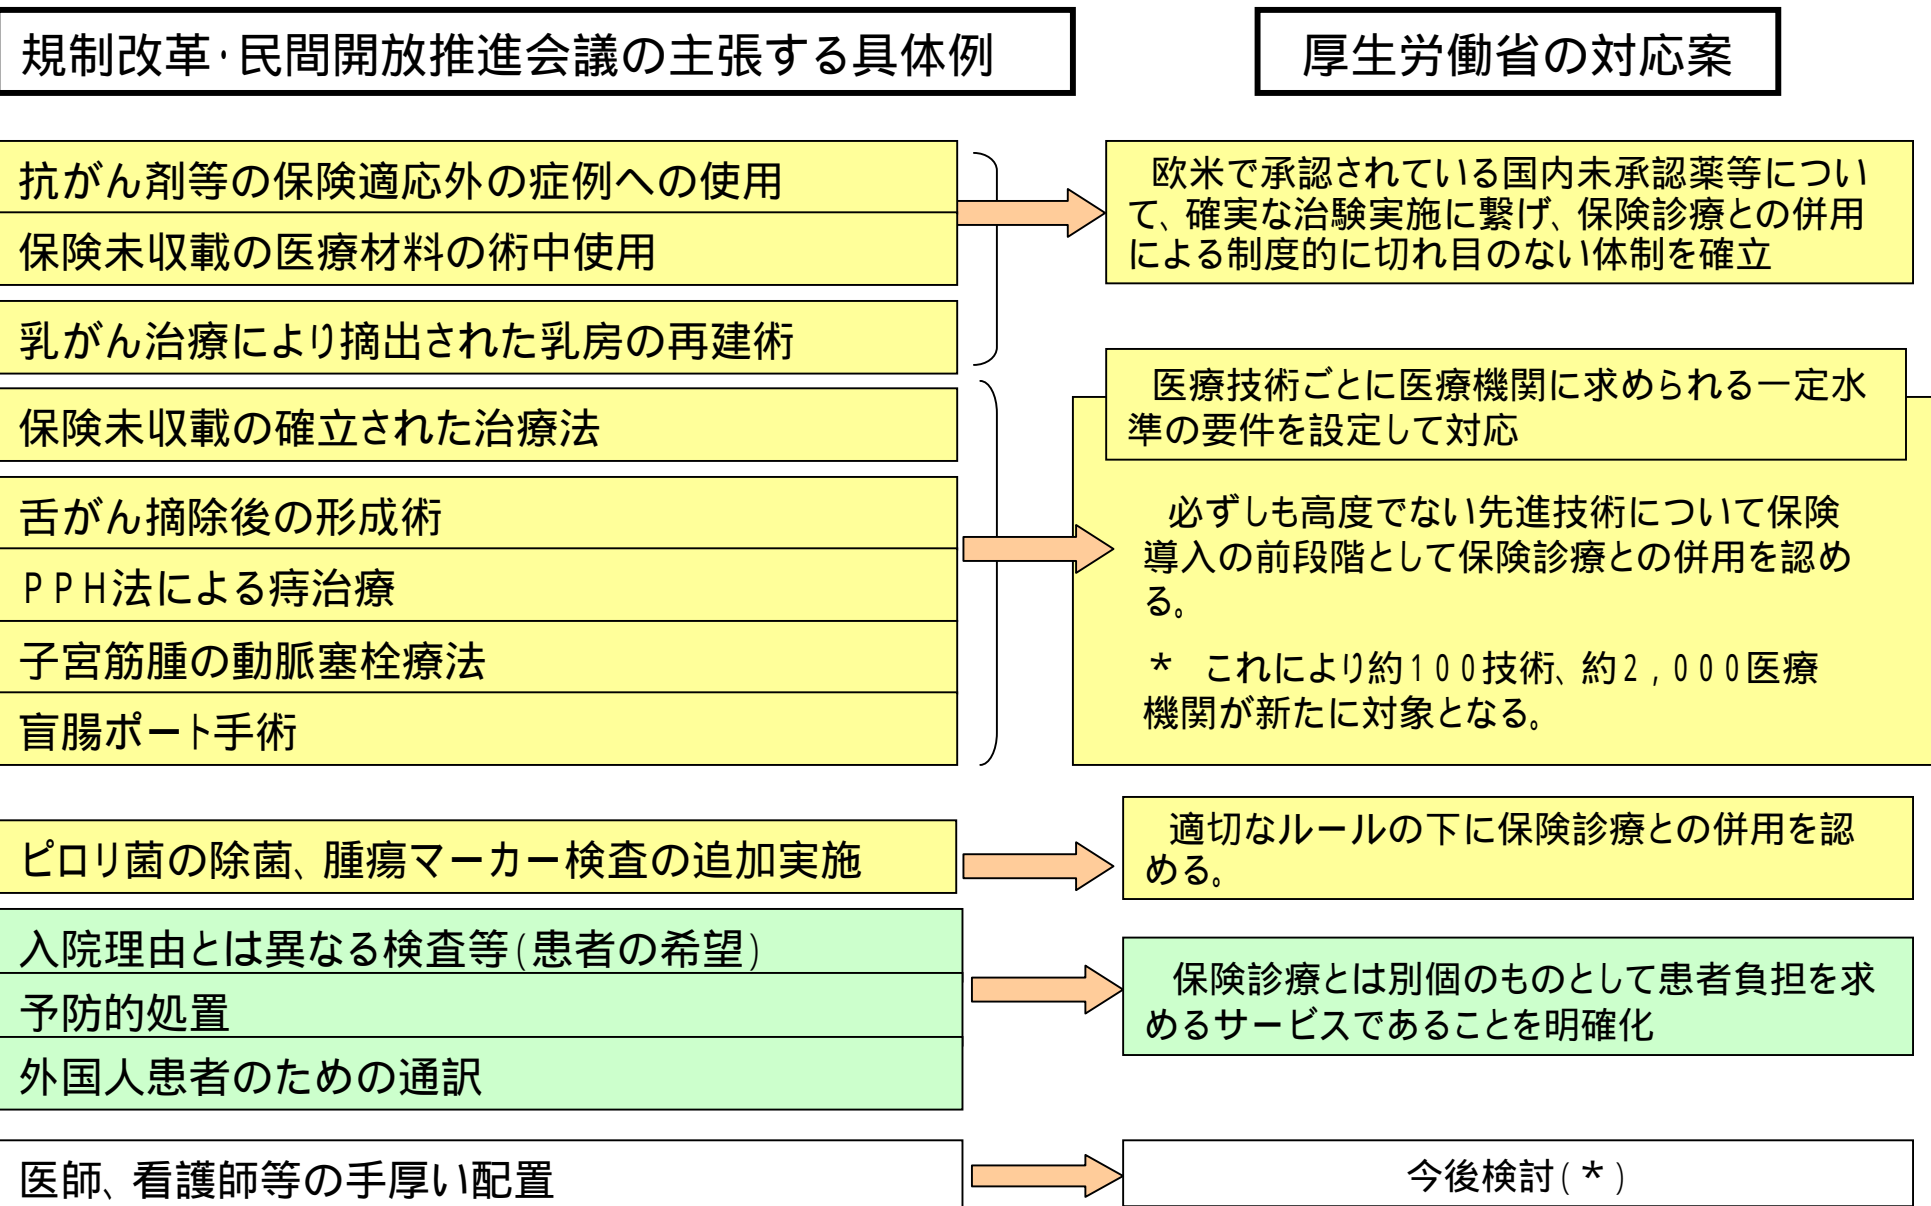 規制改革・民間開放推進会議の主張する具体例
厚生労働省の対応案
抗がん剤等の保険適応外の症例への使用
保険未収載の医療材料の術中使用
乳がん治療により摘出された乳房の再建術
欧米で承認されている国内未承認薬等につい
て、確実な治験実施に繋げ、保険診療との併用
による制度的に切れ目のない体制を確立
保険未収載の確立された治療法
舌がん摘除後の形成術
PPH法による痔治療
子宮筋腫の動脈塞栓療法
盲腸ポート手術
医療技術ごとに医療機関に求められる一定水
準の要件を設定して対応
必ずしも高度でない先進技術について保険
導入の前段階として保険診療との併用を認め
る。
* これにより約100技術、約2,000医療
機関が新たに対象となる。
ピロリ菌の除菌、腫瘍マーカー検査の追加実施
適切なルールの下に保険診療との併用を認
める。
入院理由とは異なる検査等(患者の希望)
予防的処置
外国人患者のための通訳
保険診療とは別個のものとして患者負担を求
めるサービスであることを明確化
医師、看護師等の手厚い配置
今後検討(*)